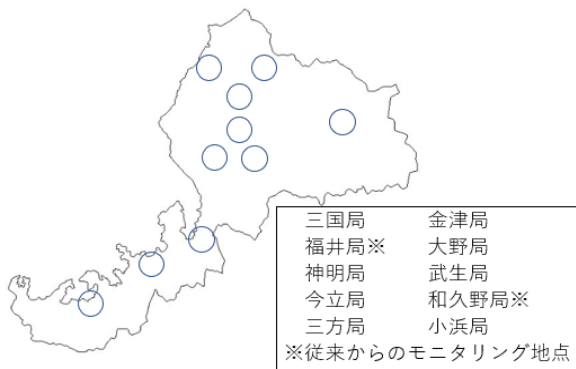 三国局 金津局
福井局※ 大野局
神明局 武生局
今立局 和久野局※
三方局 小浜局
※従来からのモニタリング地点